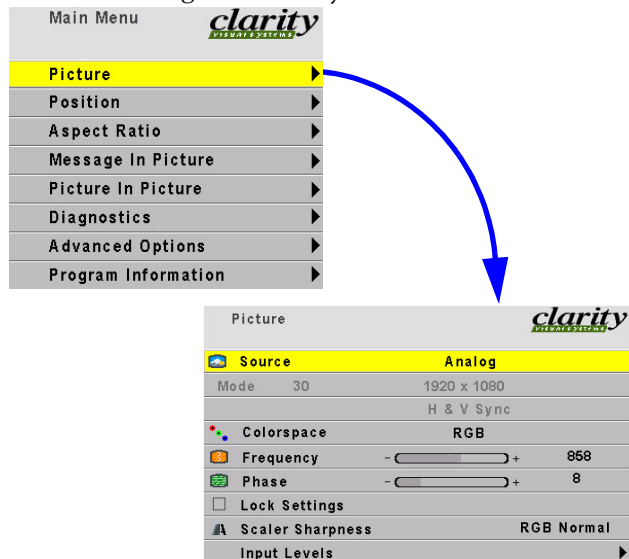 Main Menu clarity
VISUAL SYSTEMS
Picture
Position
Aspect Ratio
Message In Picture
Picture In Picture
Diagnostics
Advanced Options
Program Information
Picture clarity
VISUAL SYSTEMS
Source Analog
Mode 30 1920 x 1080
H & V Sync
Colorspace RGB
Frequency - + 858
Phase - + 8
Lock Settings
Scaler Sharpness RGB Normal
Input Levels